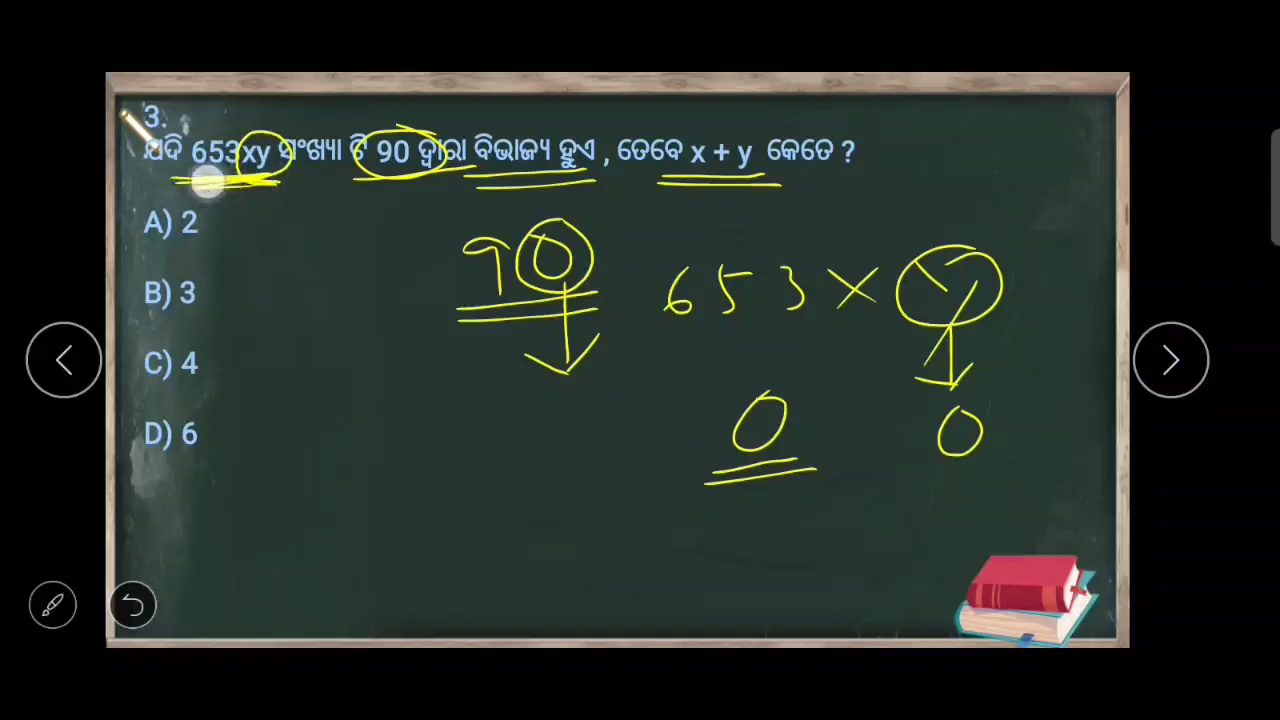 3.
ଯଦି 653xy ସଂଖ୍ୟା ଟି 90 ଦ୍ୱାରା ବିଭାଜ୍ୟ ହୁଏ , ତେବେ x + y କେତେ ?
A) 2
B) 3
C) 4
D) 6
90
653xy
0
0